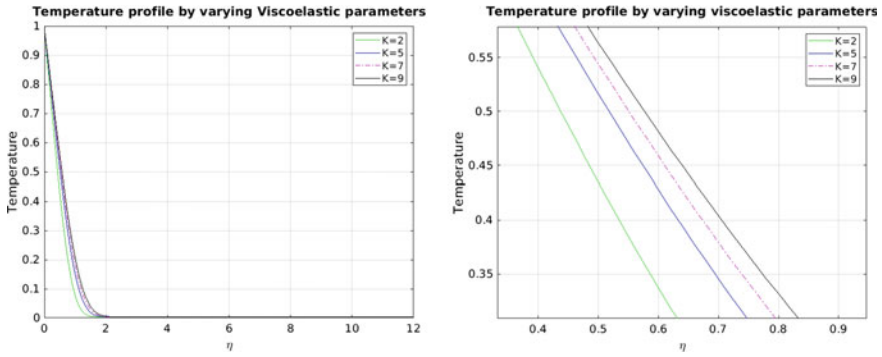 Temperature profile by varying Viscoelastic parameters
1
0.9
0.8
0.7
0.6
0.5
0.4
0.3
0.2
0.1
0
Temperature
K=2
K=5
K=7
K=9
0 2 4 6 8 10 12
η
Temperature profile by varying viscoelastic parameters
0.55
0.5
0.45
0.4
0.35
Temperature
K=2
K=5
K=7
K=9
0.4 0.5 0.6 0.7 0.8 0.9
η